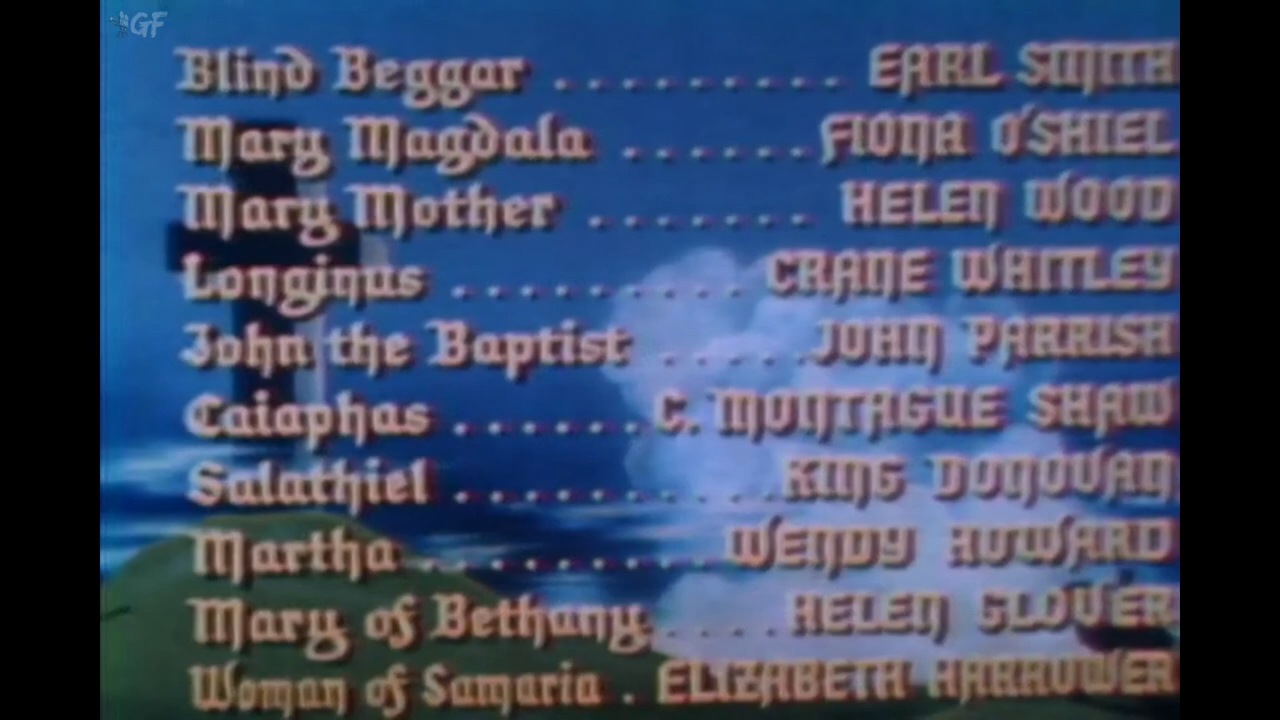 GF
Blind Beggar ......... EARL SMITH
Mary Magdala ...... FIONA O'SHIEL
Mary Mother ....... HELEN WOOD
Longinus ......... CRANE WHITLEY
John the Baptist ..... JOHN PARRISH
Caiaphas ...... C. MONTAGUE SHAW
Salathiel .......... KING DONOVAN
Martha .......... WENDY HOWARD
Mary of Bethany .... HELEN GLOVER
Woman of Samaria . ELIZABETH HARROWER